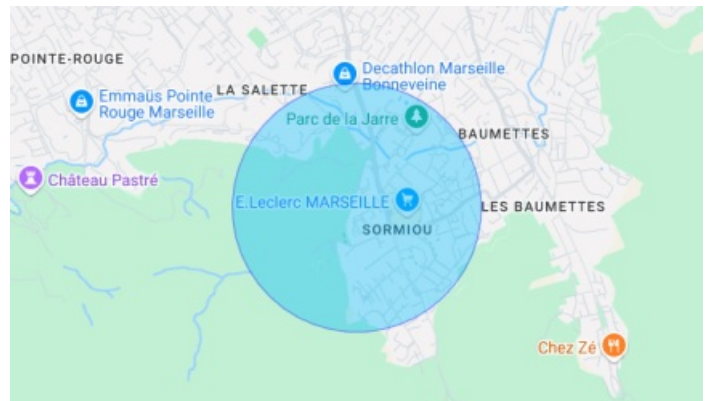 POINTE-ROUGE
Decathlon Marseille
Bonneveine
LA SALETTE
Emmaüs Pointe
Rouge Marseille
Parc de la Jarre
BAUMETTES
Château Pastré
E.Leclerc MARSEILLE
LES BAUMETTES
SORMIOU
Chez Zé